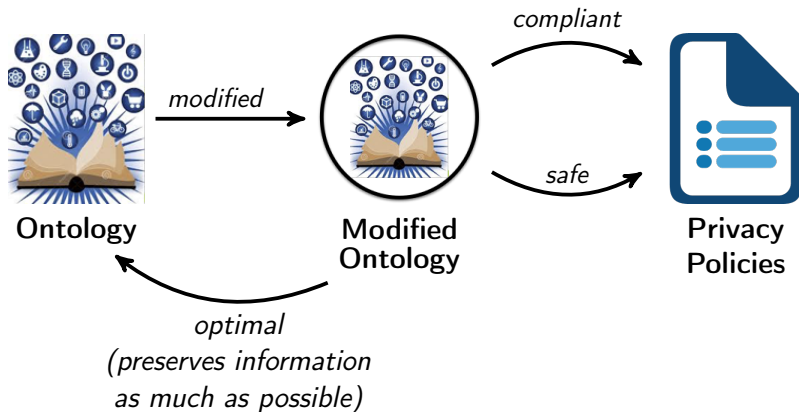 compliant
modified
safe
Ontology
Modified
Ontology
Privacy
Policies
optimal
(preserves information
as much as possible)